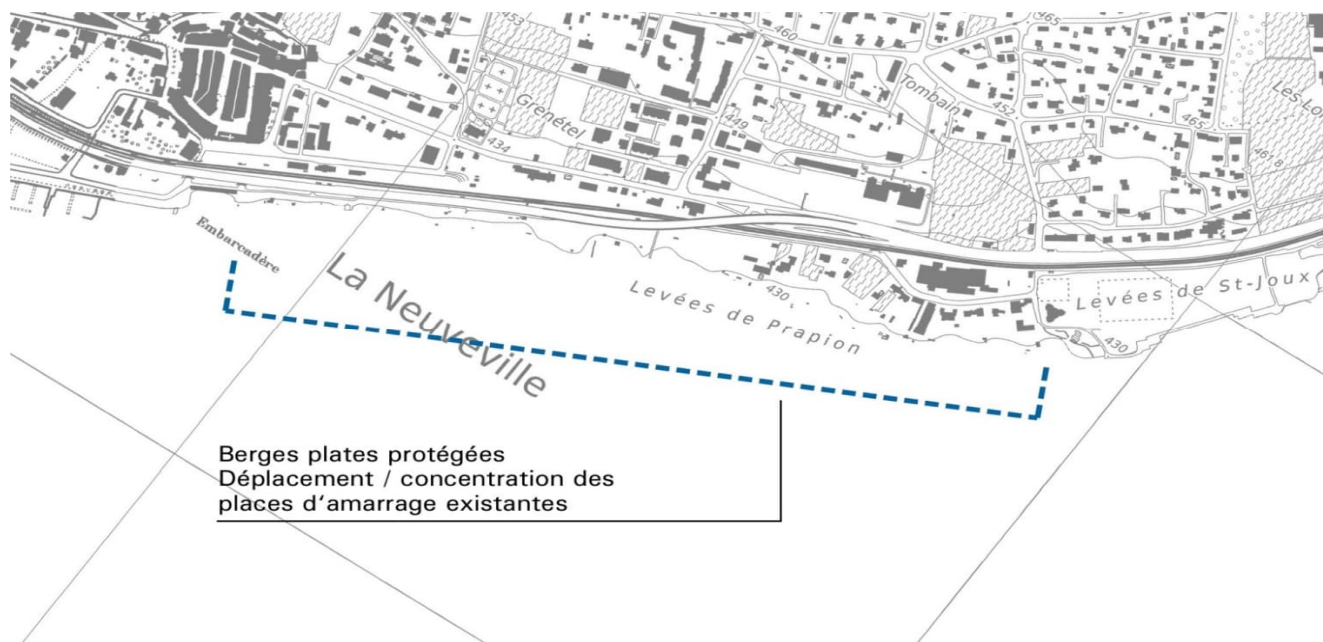 453
460
465
Grenétel
449
Tombain
452
465
Les Lo
461.8
434
Embarcadère
La Neuveville
Levées de Prapion
430
Levées de St-Joux
430
Berges plates protégées
Déplacement / concentration des
places d‘amarrage existantes